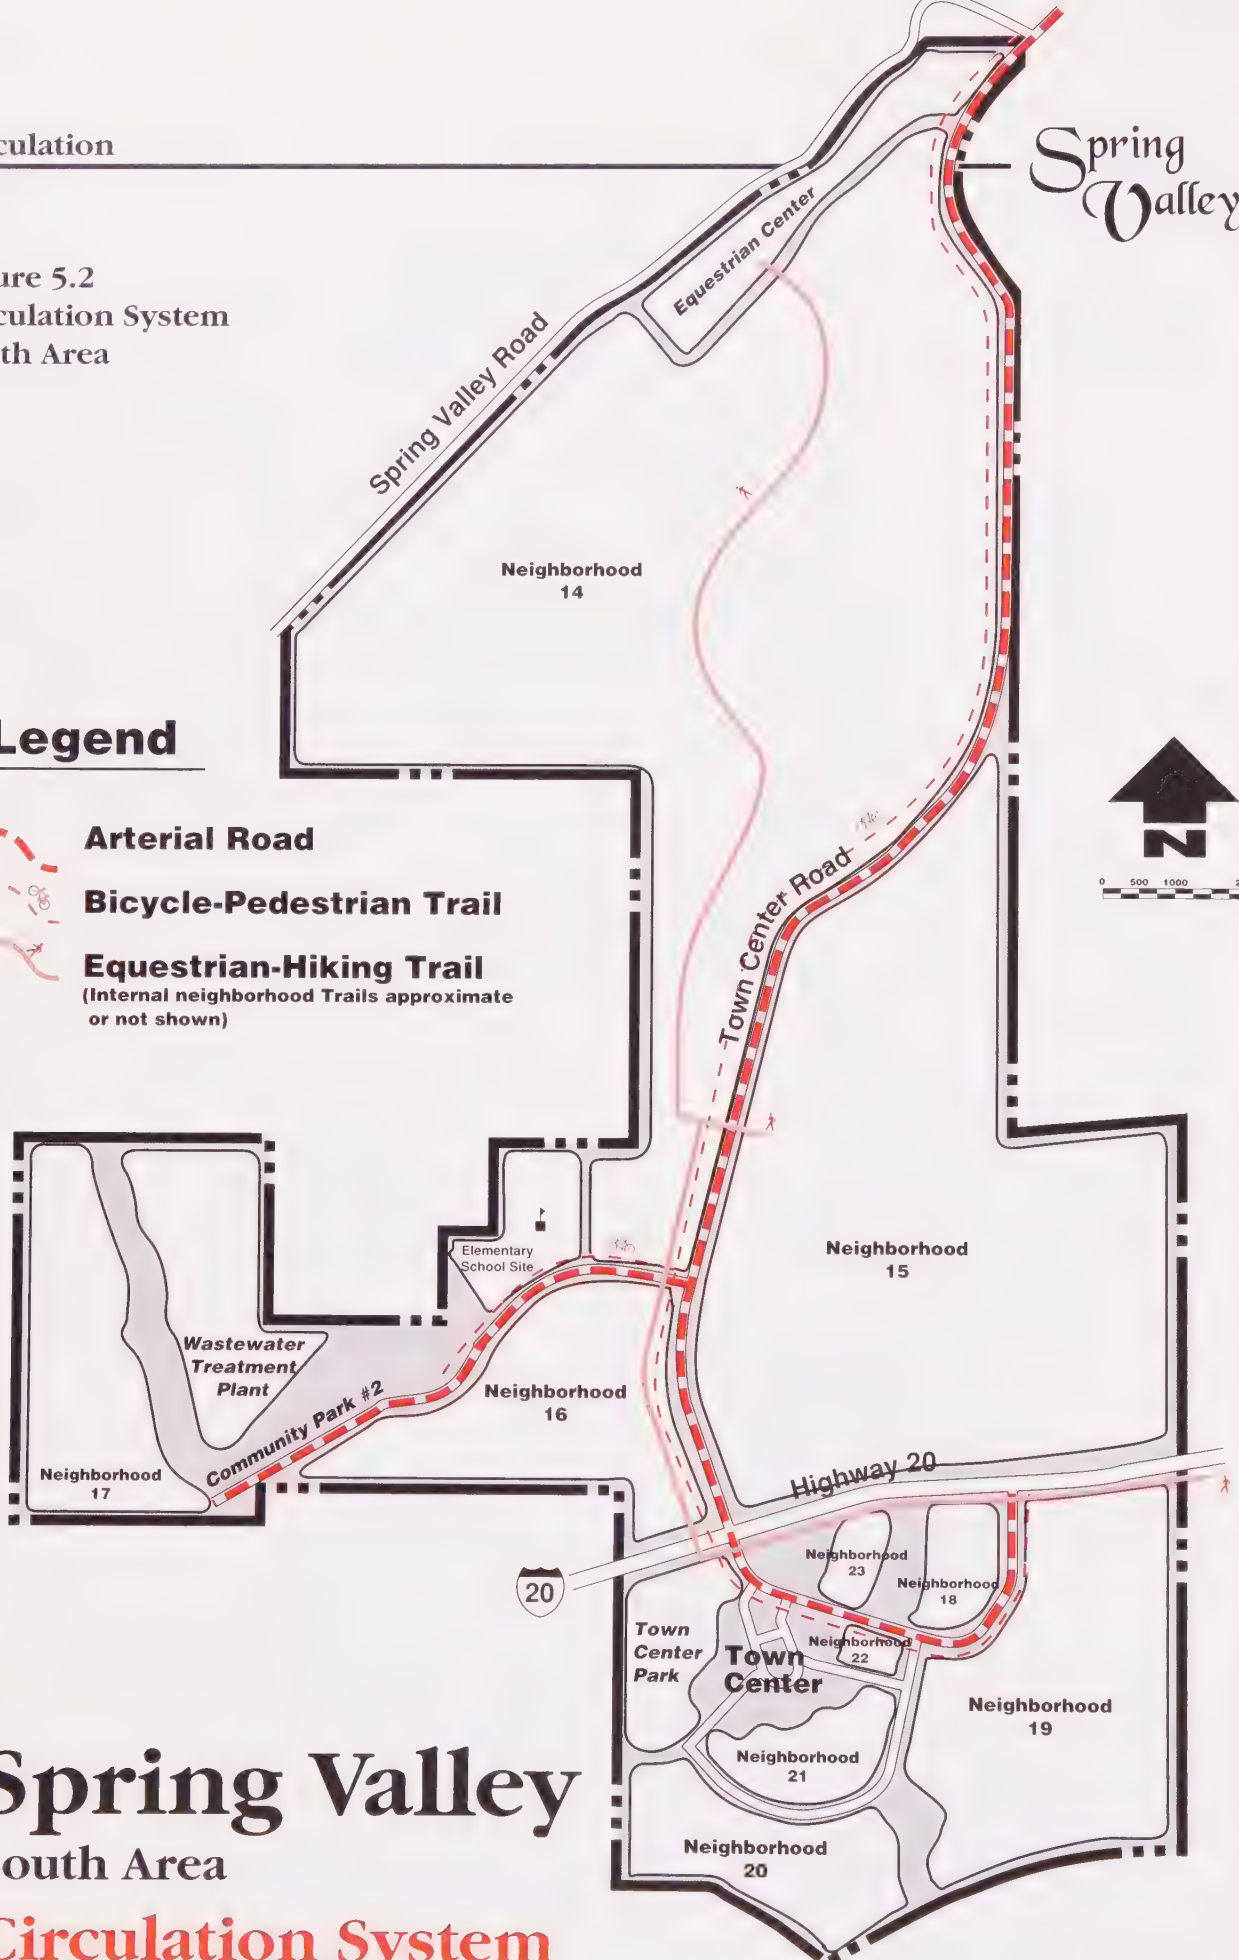 culation
Spring
Valley
ure 5.2
culation System
th Area
Equestrian Center
Spring Valley Road
Neighborhood
14
Legend
Arterial Road
Bicycle-Pedestrian Trail
Equestrian-Hiking Trail
(Internal neighborhood Trails approximate
or not shown)
N
0 500 1000 2
Town Center Road
Elementary
School Site
Neighborhood
15
Wastewater
Treatment
Plant
Community Park #2
Neighborhood
16
Neighborhood
17
Highway 20
20
Neighborhood
23
Neighborhood
18
Town
Center
Park
Town
Center
Neighborhood
22
Neighborhood
19
Neighborhood
21
Neighborhood
20
Spring Valley
outh Area
Circulation System